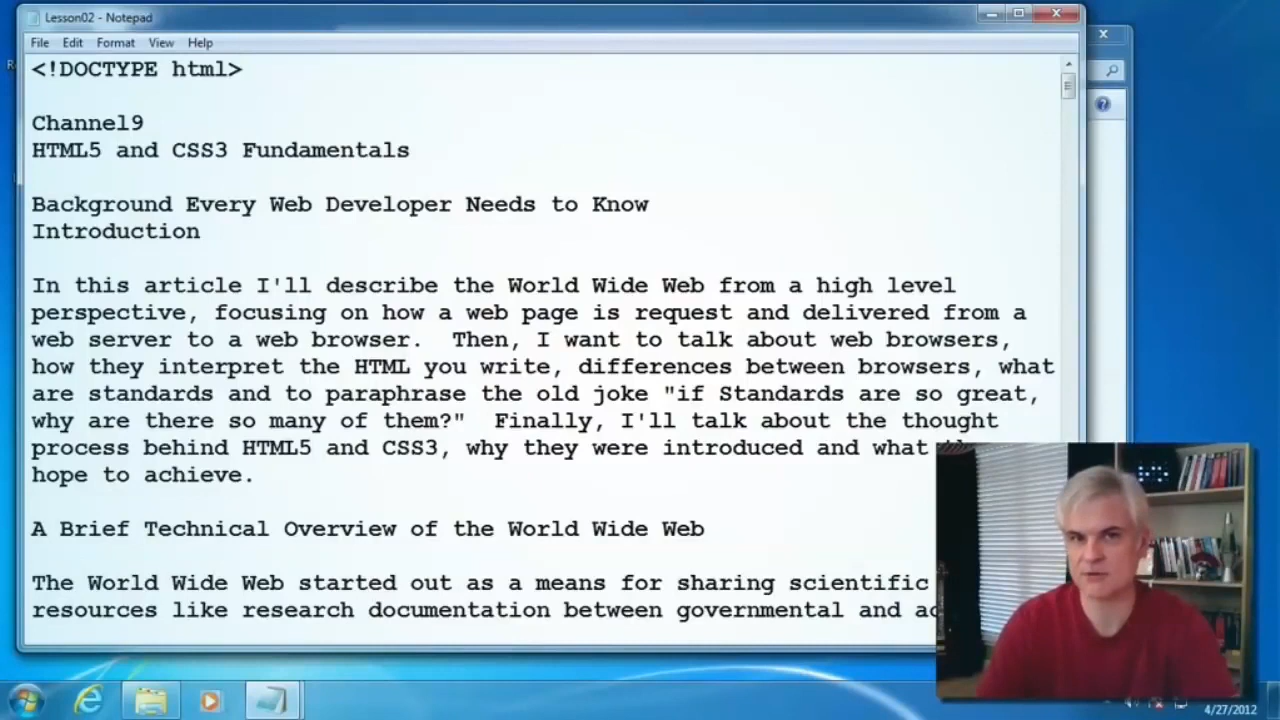 Lesson02 - Notepad
File Edit Format View Help
<!DOCTYPE html>
Channel9
HTML5 and CSS3 Fundamentals
Background Every Web Developer Needs to Know
Introduction
In this article I'll describe the World Wide Web from a high level
perspective, focusing on how a web page is request and delivered from a
web server to a web browser.  Then, I want to talk about web browsers,
how they interpret the HTML you write, differences between browsers, what
are standards and to paraphrase the old joke "if Standards are so great,
why are there so many of them?"  Finally, I'll talk about the thought
process behind HTML5 and CSS3, why they were introduced and what
hope to achieve.
A Brief Technical Overview of the World Wide Web
The World Wide Web started out as a means for sharing scientific
resources like research documentation between governmental and
4/27/2012